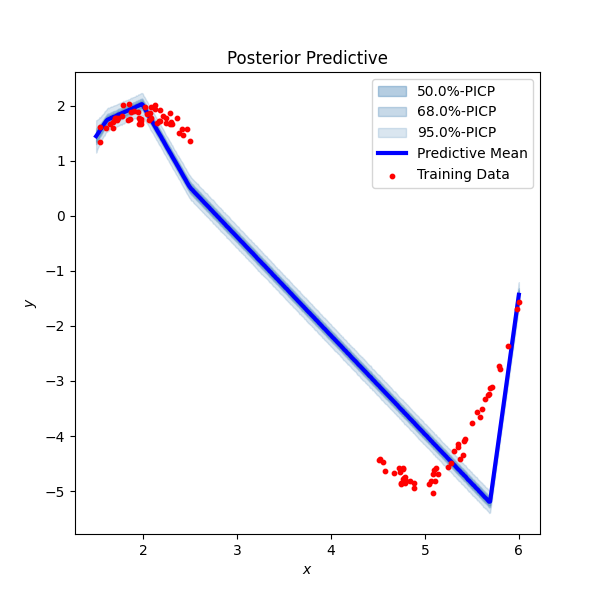 Posterior Predictive
50.0%-PICP
68.0%-PICP
95.0%-PICP
Predictive Mean
Training Data
y
2
1
0
−1
−2
−3
−4
−5
2 3 4 5 6
x